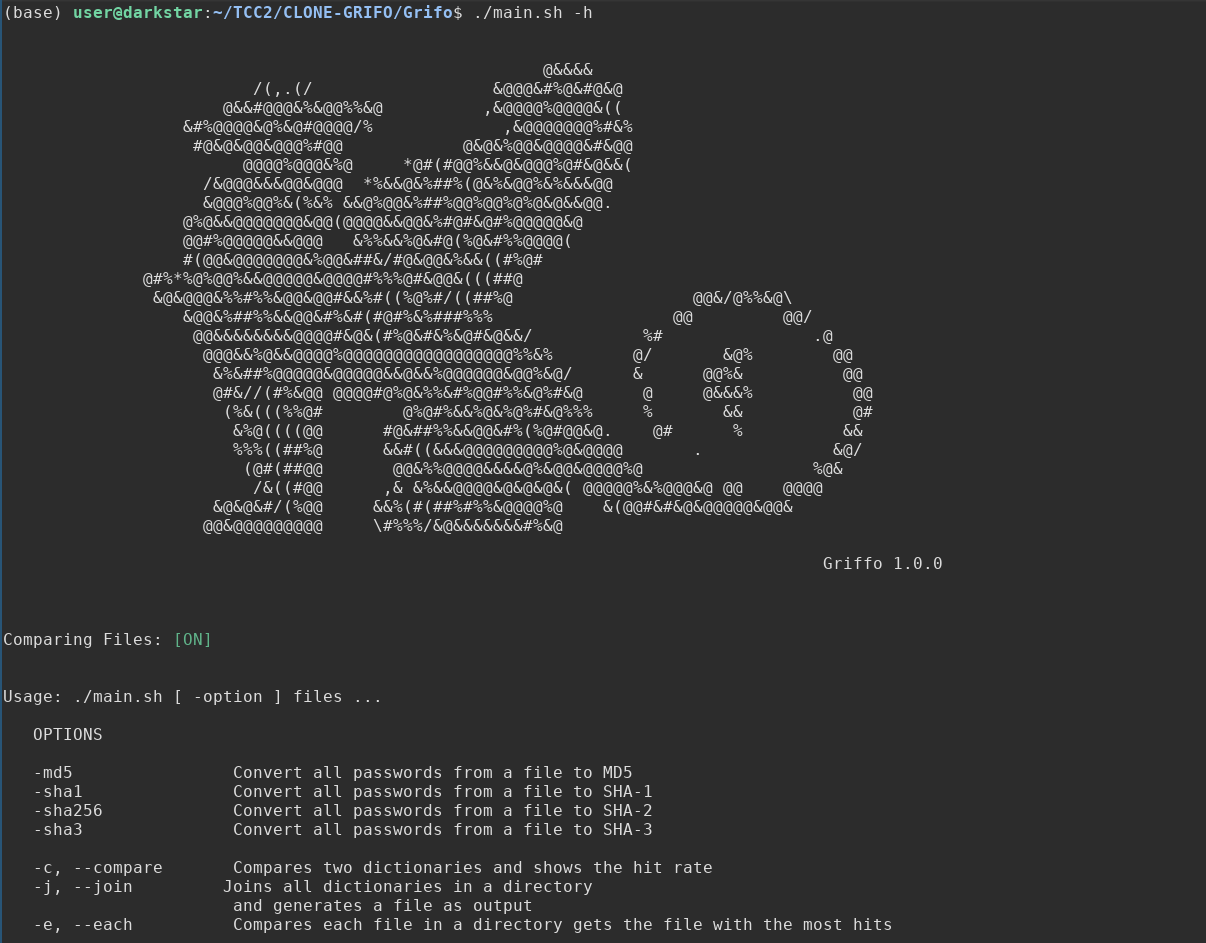 (base) user@darkstar:~/TCC2/CLONE-GRIFO/Grifo$ ./main.sh -h
Griffo 1.0.0
Comparing Files: [ON]
Usage: ./main.sh [ -option ] files ...
OPTIONS
-md5 Convert all passwords from a file to MD5
-sha1 Convert all passwords from a file to SHA-1
-sha256 Convert all passwords from a file to SHA-2
-sha3 Convert all passwords from a file to SHA-3
-c, --compare Compares two dictionaries and shows the hit rate
-j, --join Joins all dictionaries in a directory
and generates a file as output
-e, --each Compares each file in a directory gets the file with the most hits